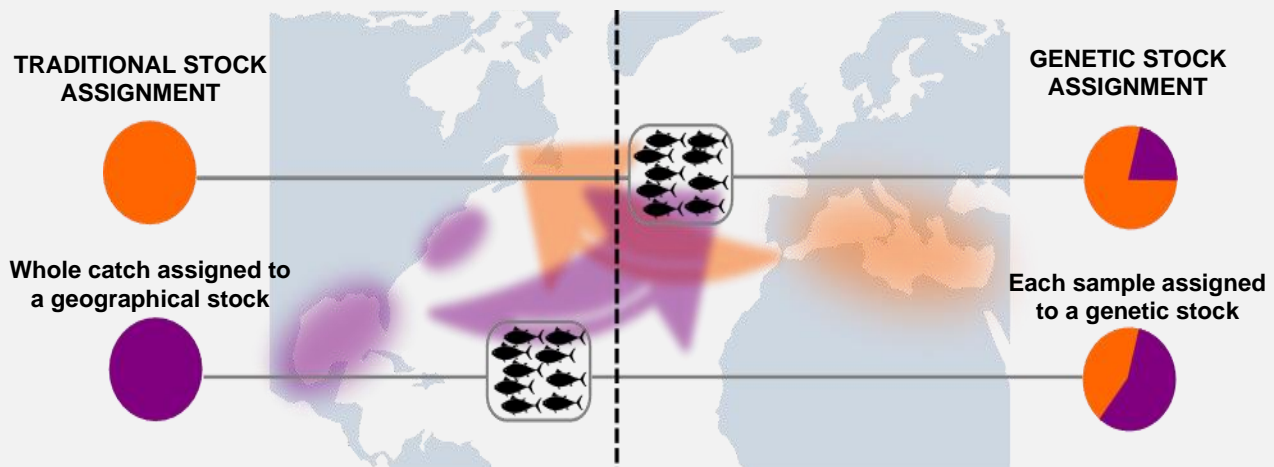 TRADITIONAL STOCK
ASSIGNMENT
Whole catch assigned to
a geographical stock
GENETIC STOCK
ASSIGNMENT
Each sample assigned
to a genetic stock